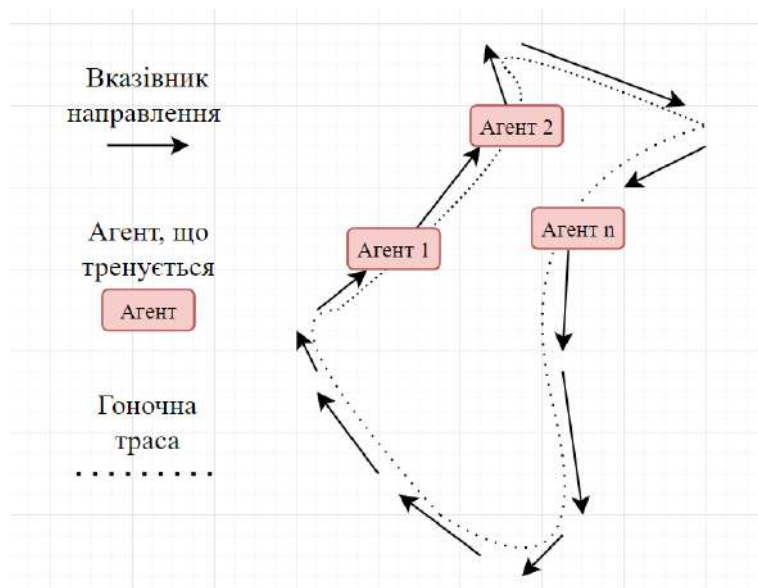 Вказівник
направлення
Агент, що
тренується
Агент
Гоночна
траса
Агент 2
Агент 1
Агент n